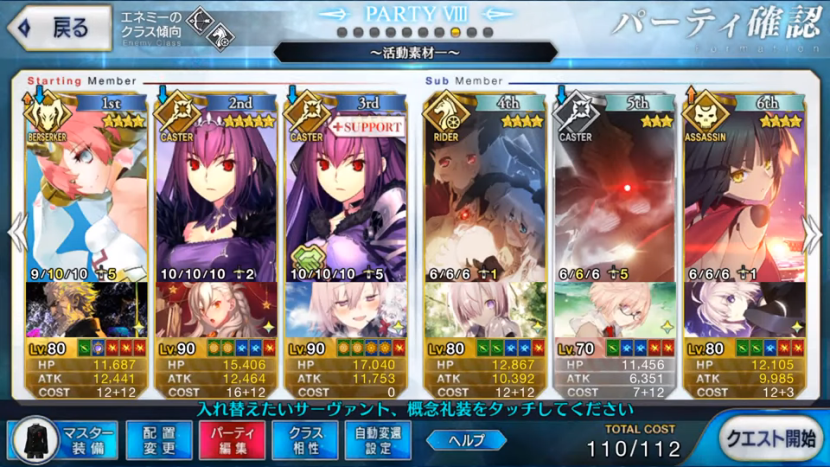 戻る
エネミーの
クラス傾向
Enemy Class
PARTY VIII
～活動素材一～
パーティ確認
Formation
Starting Member
Sub Member
1st
BERSERKER
2nd
CASTER
3rd
CASTER
+SUPPORT
4th
RIDER
5th
CASTER
6th
ASSASSIN
9/10/10 5
10/10/10 2
10/10/10 5
6/6/6 1
6/6/6 5
6/6/6 1
Lv.80
Lv.90
Lv.90
Lv.80
Lv.70
Lv.80
HP 11,687
HP 15,406
HP 17,040
HP 12,867
HP 11,456
HP 12,105
ATK 12,441
ATK 12,464
ATK 11,753
ATK 10,392
ATK 6,351
ATK 9,985
COST 12+12
COST 16+12
COST 0
COST 12+12
COST 7+12
COST 12+3
入れ替えたいサーヴァント、概念礼装をタッチしてください
マスター
装備
配置
変更
パーティ
編集
クラス
相性
自動変還
設定
ヘルプ
TOTAL COST
110/112
クエスト開始